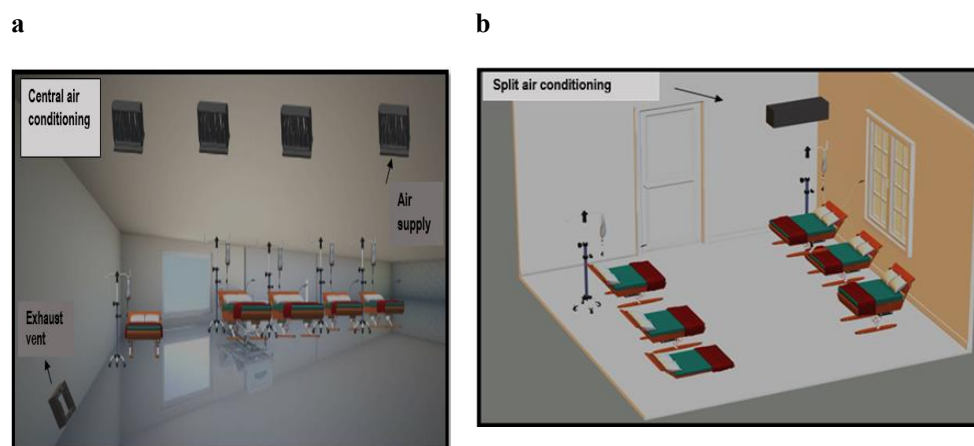 a
b
Central air
conditioning
Air
supply
Exhaust
vent
Split air conditioning